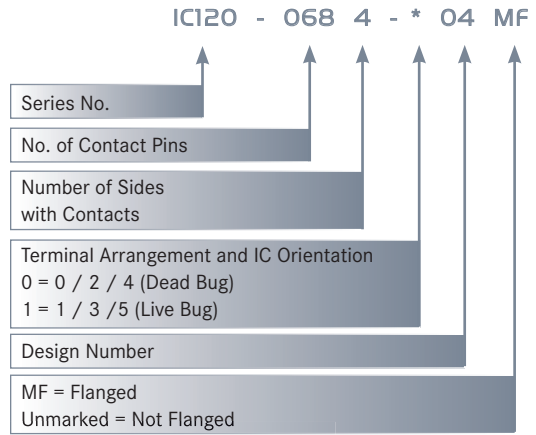 IC120 - 068 4 - * 04 MF
Series No.
No. of Contact Pins
Number of Sides
with Contacts
Terminal Arrangement and IC Orientation
0 = 0 / 2 / 4 (Dead Bug)
1 = 1 / 3 /5 (Live Bug)
Design Number
MF = Flanged
Unmarked = Not Flanged